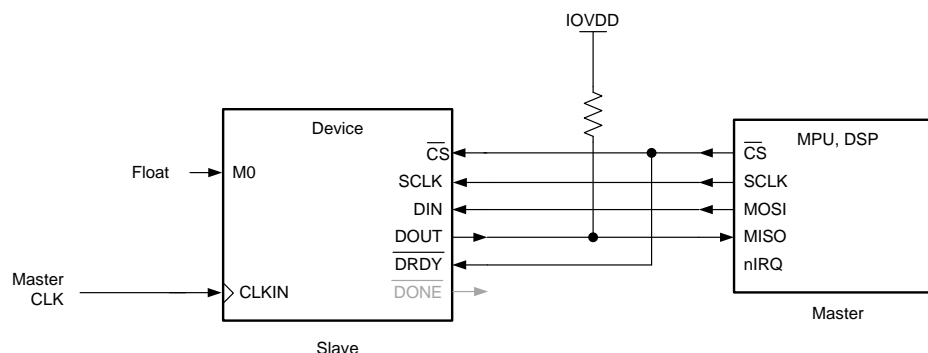 IOVDD
Device
MPU, DSP
CS
CS
Float
M0
SCLK
SCLK
DIN
MOSI
DOUT
MISO
DRDY
nIRQ
Master
CLK
CLKIN
DONE
Master
Slave